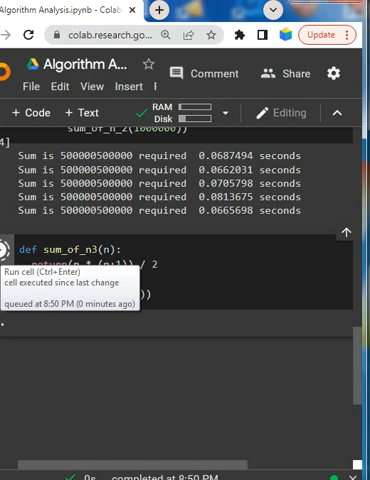 Algorithm Analysis.ipynb - Colab
colab.research.go...
Update
Algorithm A...
Comment
Share
File Edit View Insert
+ Code + Text
RAM
Disk
Editing
sum_of_n_2(1000000))
4]
Sum is 500000500000 required 0.0687494 seconds
Sum is 500000500000 required 0.0662031 seconds
Sum is 500000500000 required 0.0705798 seconds
Sum is 500000500000 required 0.0813675 seconds
Sum is 500000500000 required 0.0665698 seconds
def sum_of_n3(n):
return(n * (n+1)) / 2
Run cell (Ctrl+Enter)
cell executed since last change
))
queued at 8:50 PM (0 minutes ago)
0s completed at 8:50 PM